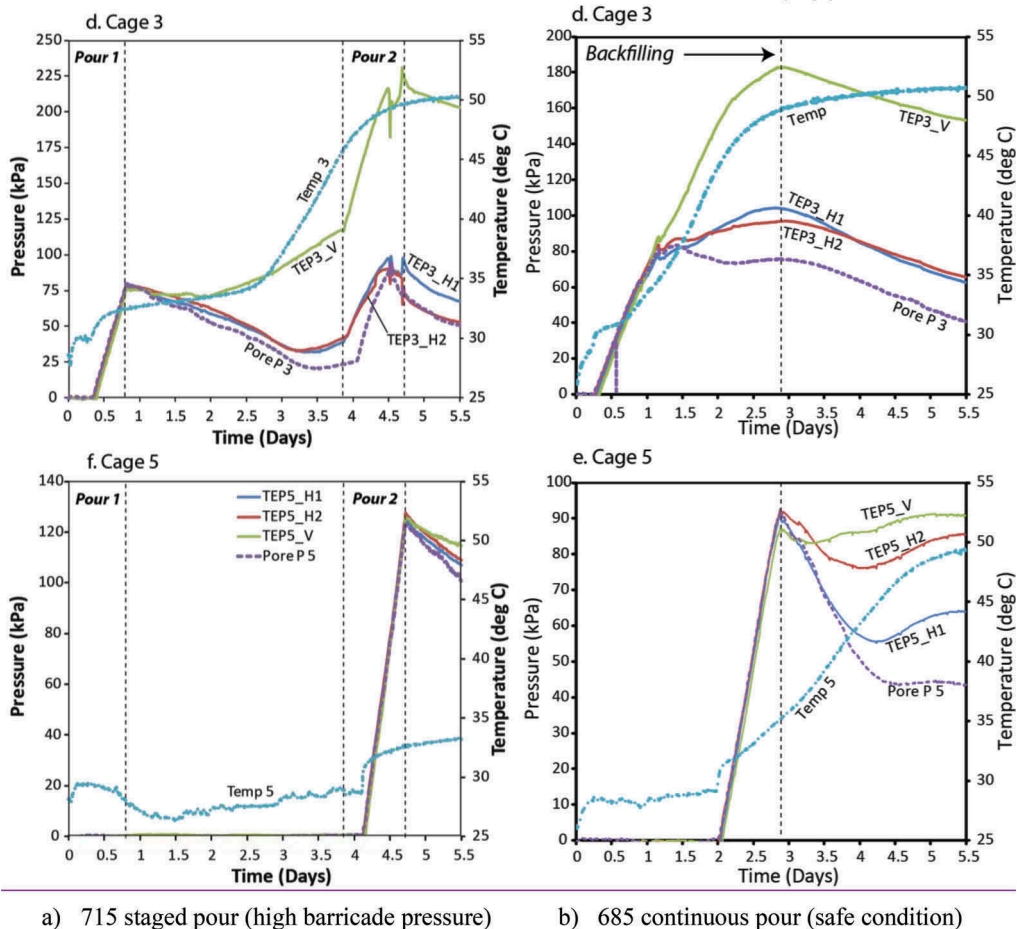 d. Cage 3
Pour 1
Pour 2
Pressure (kPa)
250
225
200
175
150
125
100
75
50
25
0
Temp 3
TEP3_V
TEP3_H1
TEP3_H2
Pore P 3
55
50
45
40
35
30
25
Temperature (deg C)
0 0.5 1 1.5 2 2.5 3 3.5 4 4.5 5 5.5
Time (Days)
d. Cage 3
Backfilling
Pressure (kPa)
200
180
160
140
120
100
80
60
40
20
0
Temp
TEP3_V
TEP3_H1
TEP3_H2
Pore P 3
55
50
45
40
35
30
25
Temperature (deg C)
0 0.5 1 1.5 2 2.5 3 3.5 4 4.5 5 5.5
Time (Days)
f. Cage 5
Pour 1
Pour 2
Pressure (kPa)
140
120
100
80
60
40
20
0
TEP5_H1
TEP5_H2
TEP5_V
Pore P 5
Temp 5
55
50
45
40
35
30
25
Temperature (deg C)
0 0.5 1 1.5 2 2.5 3 3.5 4 4.5 5 5.5
Time (Days)
e. Cage 5
Pressure (kPa)
100
90
80
70
60
50
40
30
20
10
0
TEP5_V
TEP5_H2
TEP5_H1
Pore P 5
Temp 5
55
50
45
40
35
30
25
Temperature (deg C)
0 0.5 1 1.5 2 2.5 3 3.5 4 4.5 5 5.5
Time (Days)
a) 715 staged pour (high barricade pressure)
b) 685 continuous pour (safe condition)